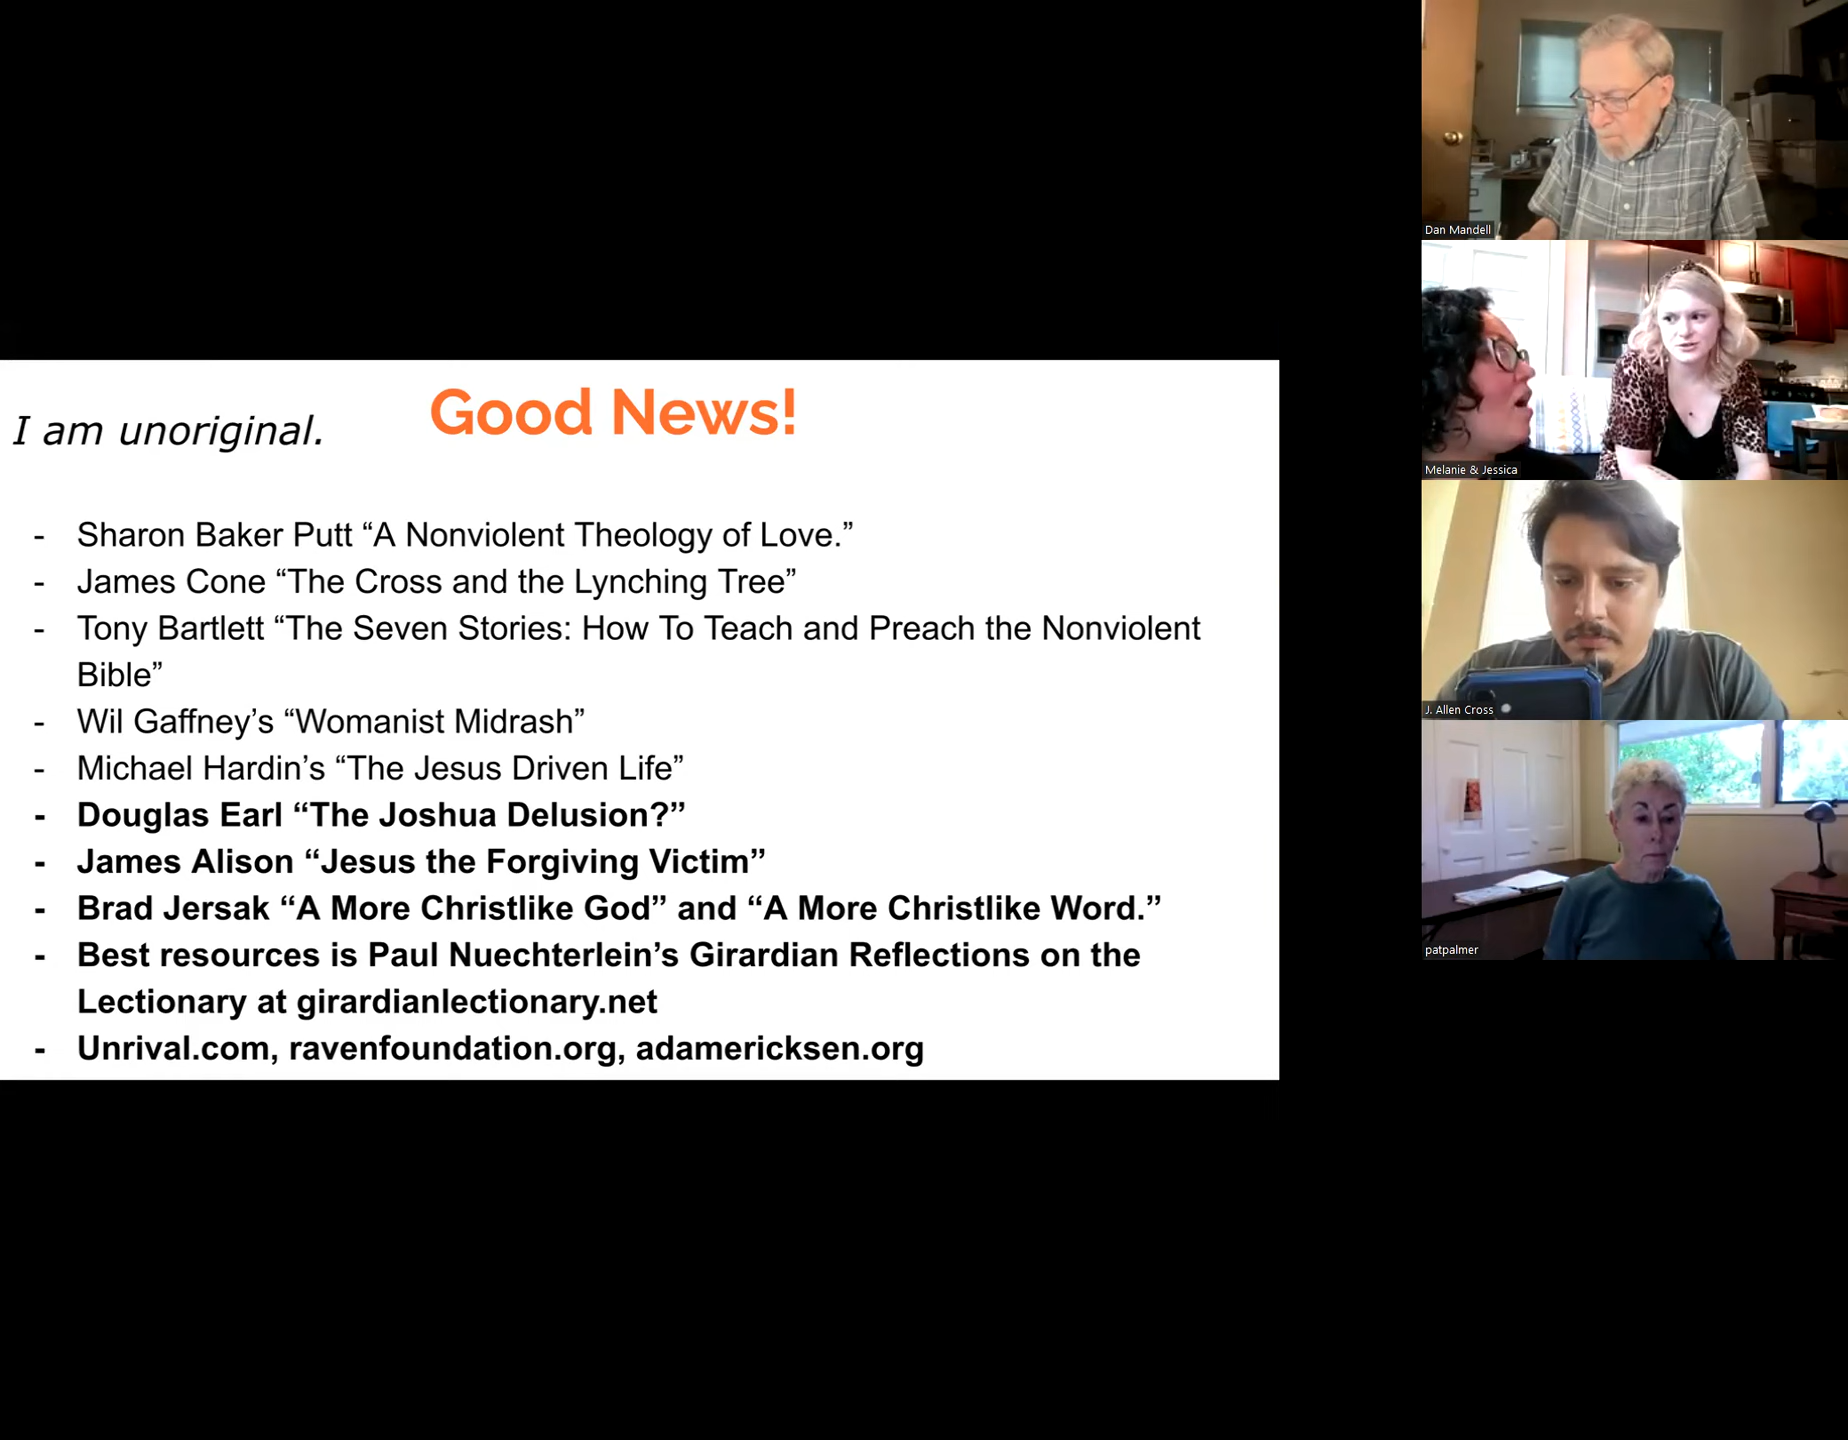 I am unoriginal.
Good News!
- Sharon Baker Putt “A Nonviolent Theology of Love.”
- James Cone “The Cross and the Lynching Tree”
- Tony Bartlett “The Seven Stories: How To Teach and Preach the Nonviolent
Bible”
- Wil Gaffney’s “Womanist Midrash”
- Michael Hardin’s “The Jesus Driven Life”
- Douglas Earl “The Joshua Delusion?”
- James Alison “Jesus the Forgiving Victim”
- Brad Jersak “A More Christlike God” and “A More Christlike Word.”
- Best resources is Paul Nuechterlein’s Girardian Reflections on the
Lectionary at girardianlectionary.net
- Unrival.com, ravenfoundation.org, adamericksen.org
Dan Mandell
Melanie & Jessica
J. Allen Cross
patpalmer